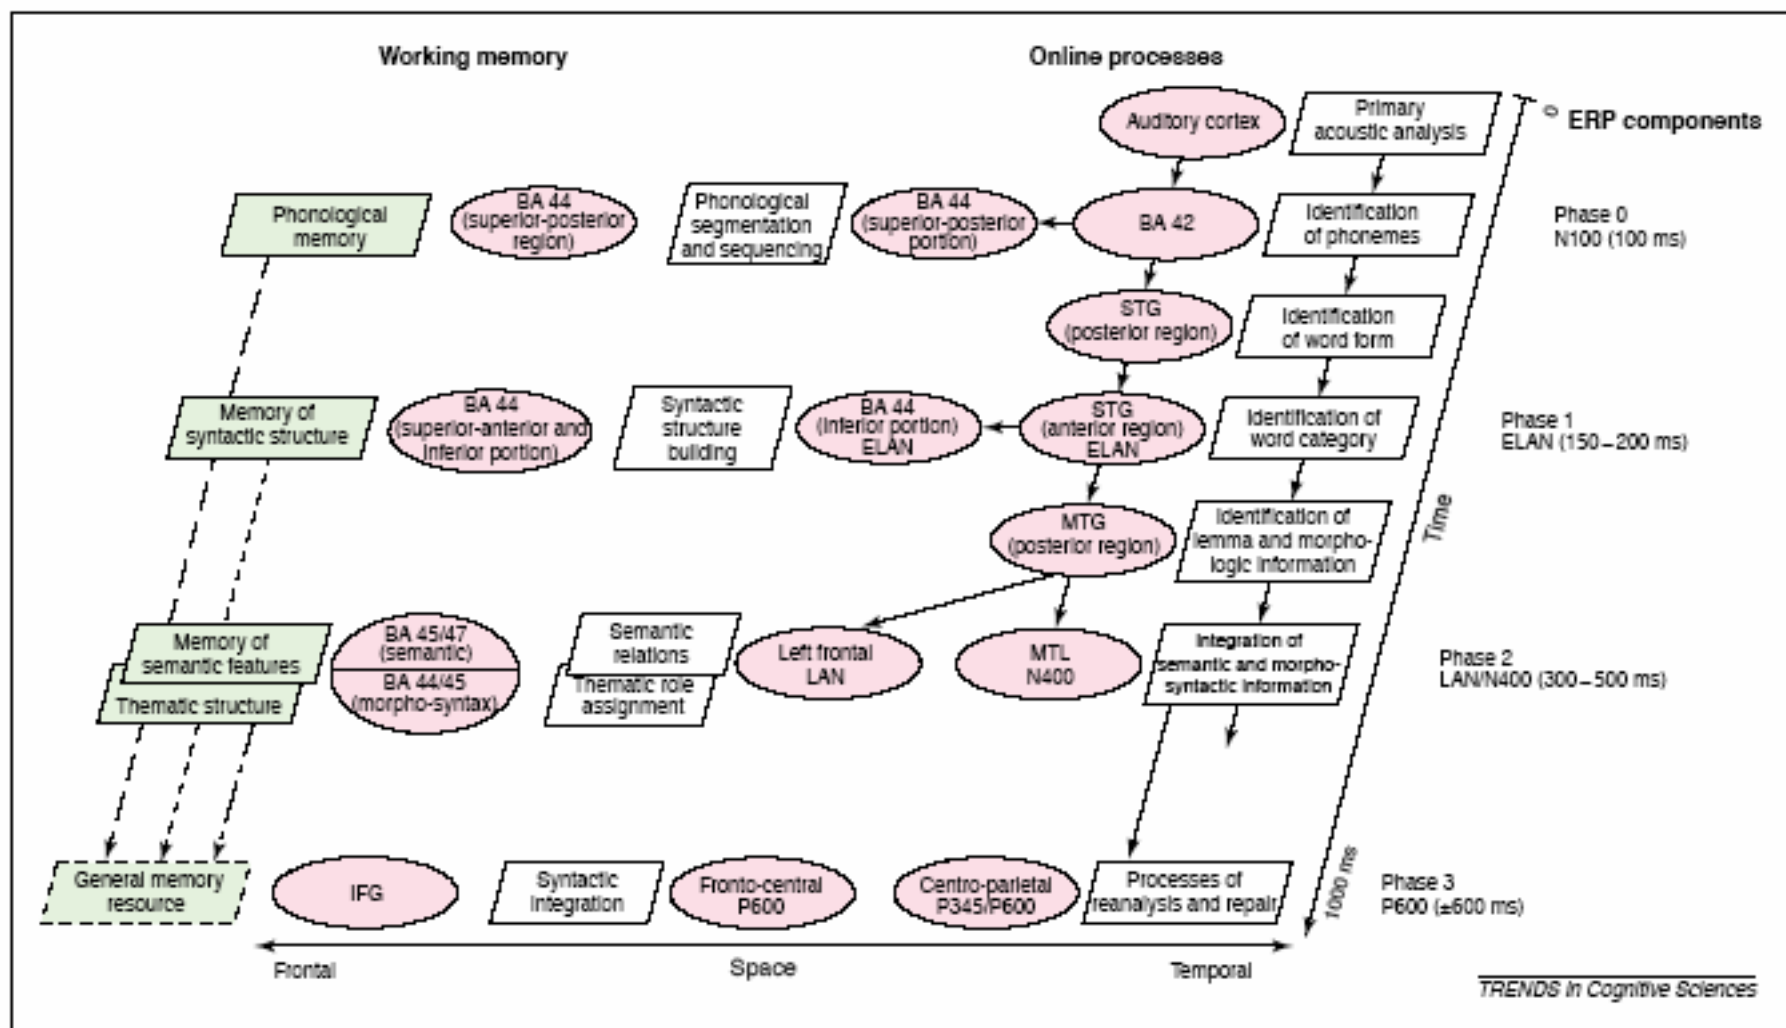 Working memory
Online processes
Auditory cortex
Primary
acoustic analysis
0
ERP components
Phonological
memory
BA 44
(superior-posterior
region)
Phonological
segmentation
and sequencing
BA 44
(superior-posterior
portion)
BA 42
Identification
of phonemes
Phase 0
N100 (100 ms)
STG
(posterior region)
Identification
of word form
Memory of
syntactic structure
BA 44
(superior-anterior and
inferior portion)
Syntactic
structure
building
BA 44
(inferior portion)
ELAN
STG
(anterior region)
ELAN
Identification of
word category
Phase 1
ELAN (150–200 ms)
MTG
(posterior region)
Identification of
lemma and morpho-
logic information
Time
Memory of
semantic features
Thematic structure
BA 45/47
(semantic)
BA 44/45
(morpho-syntax)
Semantic
relations
Thematic role
assignment
Left frontal
LAN
MTL
N400
Integration of
semantic and morpho-
syntactic information
Phase 2
LAN/N400 (300–500 ms)
General memory
resource
IFG
Syntactic
integration
Fronto-central
P600
Centro-parietal
P345/P600
Processes of
reanalysis and repair
1000 ms
Phase 3
P600 (±600 ms)
Frontal
Space
Temporal
TRENDS in Cognitive Sciences